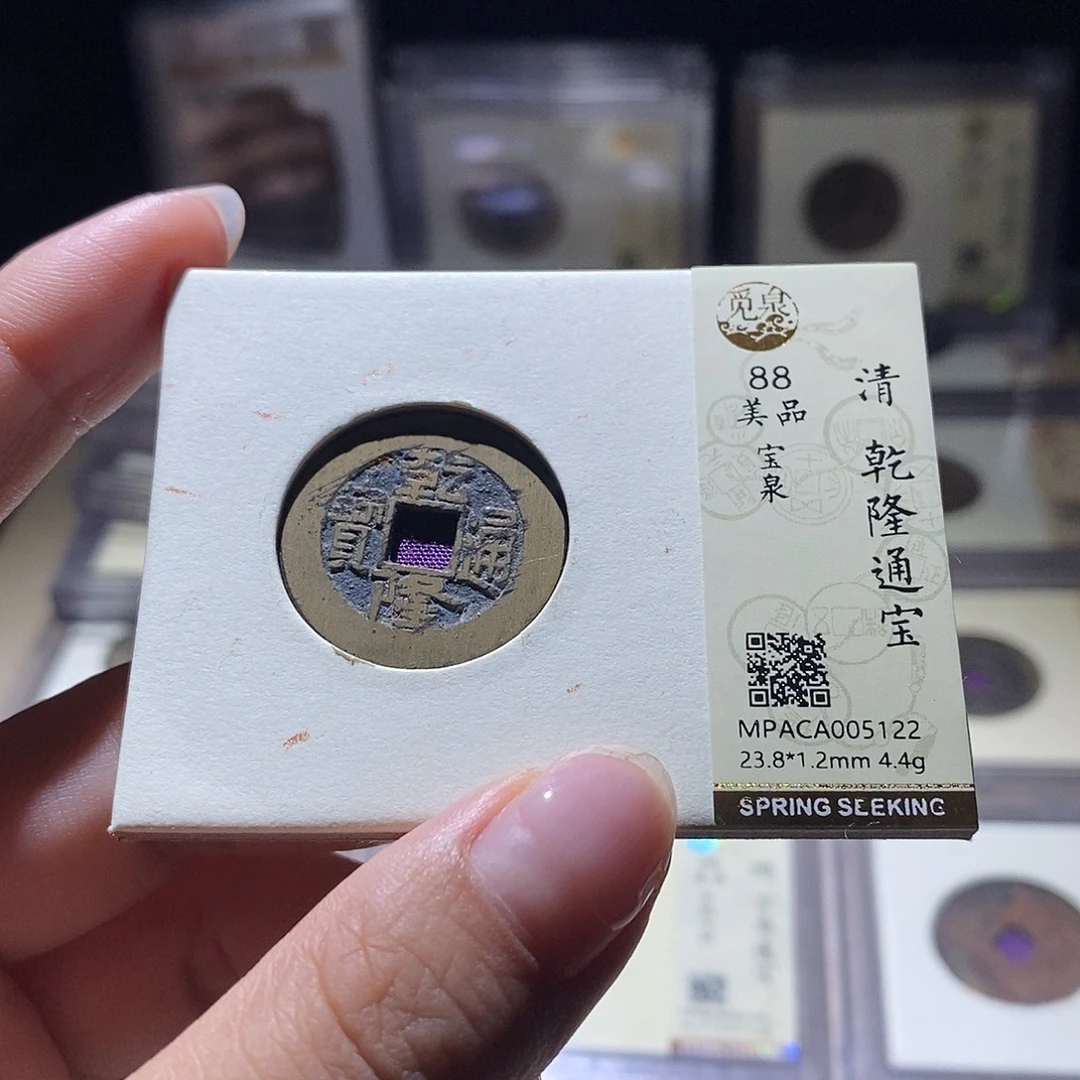 乾隆通寳
觅泉
88
美品
宝泉
清 乾隆通宝
MPACA005122
23.8*1.2mm 4.4g
SPRING SEEKING